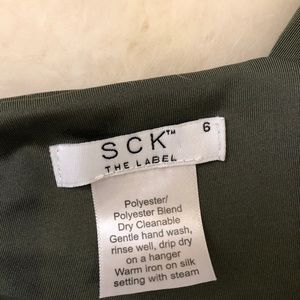 SCK™ 6
THE LABEL
Polyester/
Polyester Blend
Dry Cleanable
Gentle hand wash,
rinse well, drip dry
on a hanger
Warm iron on silk
setting with steam